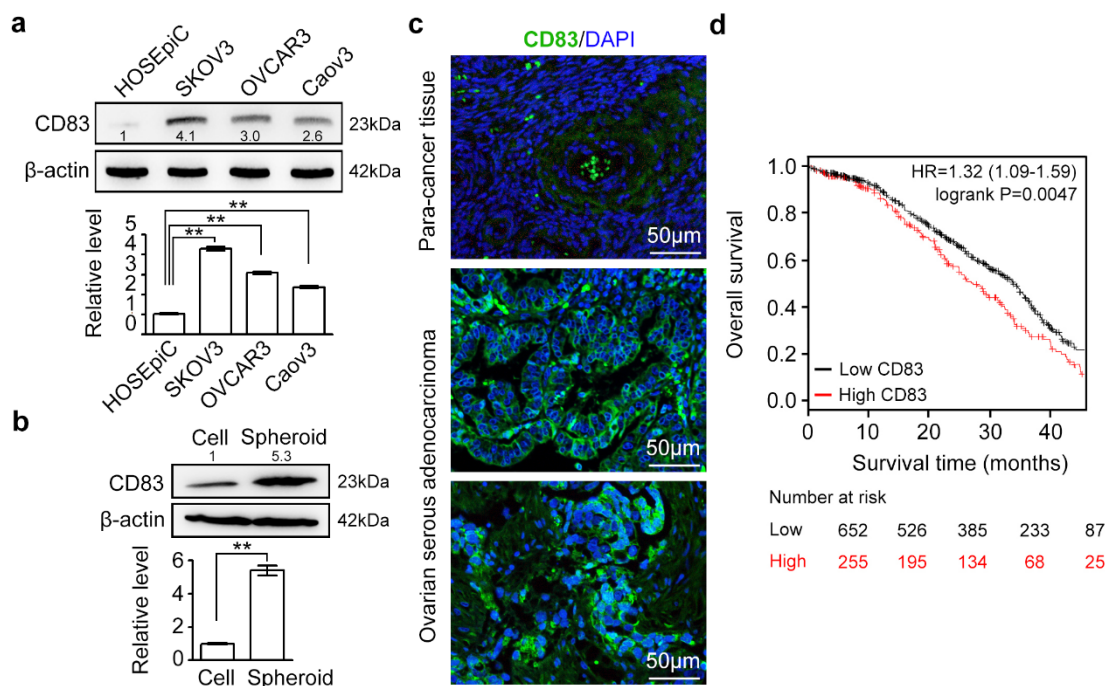 a
HOSEpiC
SKOV3
OVCAR3
Caov3
CD83
23kDa
1
4.1
3.0
2.6
β-actin
42kDa
**
**
**
Relative level
5
4
3
2
1
0
HOSEpiC
SKOV3
OVCAR3
Caov3
b
Cell Spheroid
1 5.3
CD83
23kDa
β-actin
42kDa
**
Relative level
6
4
2
0
Cell Spheroid
c
CD83/DAPI
Para-cancer tissue
50μm
Ovarian serous adenocarcinoma
50μm
50μm
d
HR=1.32 (1.09-1.59)
logrank P=0.0047
Overall survival
1.0
0.8
0.6
0.4
0.2
0.0
Low CD83
High CD83
0 10 20 30 40
Survival time (months)
Number at risk
Low 652 526 385 233 87
High 255 195 134 68 25